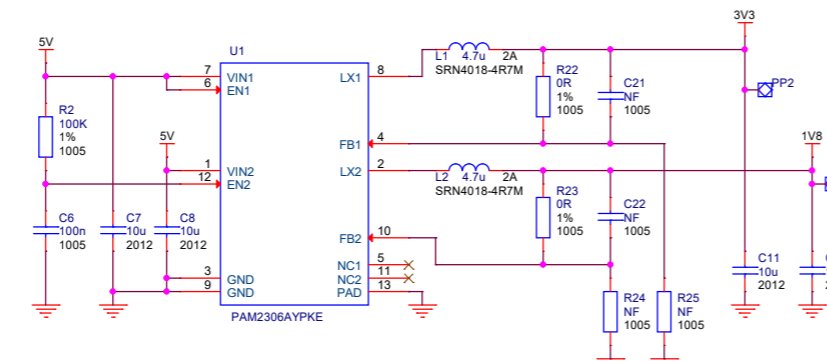 3V3
5V
U1
L1 4.7u 2A
SRN4018-4R7M
7 VIN1
6 EN1
LX1 8
R22
0R
1%
1005
C21
NF
1005
PP2
R2
100K
1%
1005
5V
FB1 4
1V8
1 VIN2
12 EN2
LX2 2
L2 4.7u 2A
SRN4018-4R7M
R23
0R
1%
1005
C22
NF
1005
C6
100n
1005
C7
10u
2012
C8
10u
2012
FB2 10
NC1 5
NC2 11
PAD 13
3 GND
9 GND
C11
10u
2012
R24
NF
1005
R25
NF
1005
PAM2306AYPKE